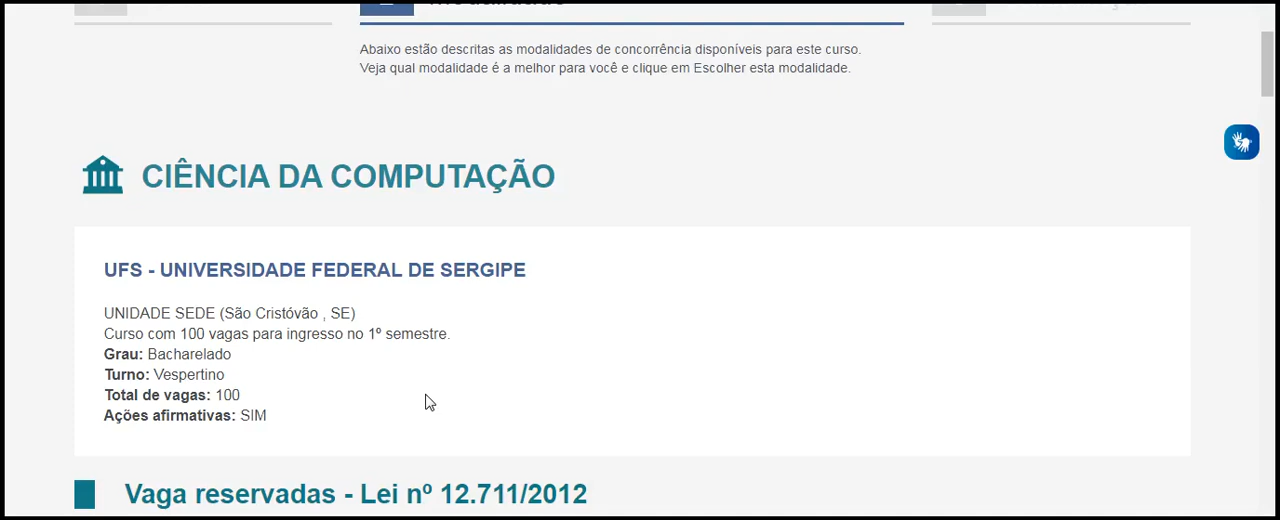 Abaixo estão descritas as modalidades de concorrência disponíveis para este curso.
Veja qual modalidade é a melhor para você e clique em Escolher esta modalidade.
CIÊNCIA DA COMPUTAÇÃO
UFS - UNIVERSIDADE FEDERAL DE SERGIPE
UNIDADE SEDE (São Cristóvão , SE)
Curso com 100 vagas para ingresso no 1º semestre.
Grau: Bacharelado
Turno: Vespertino
Total de vagas: 100
Ações afirmativas: SIM
Vaga reservadas - Lei nº 12.711/2012